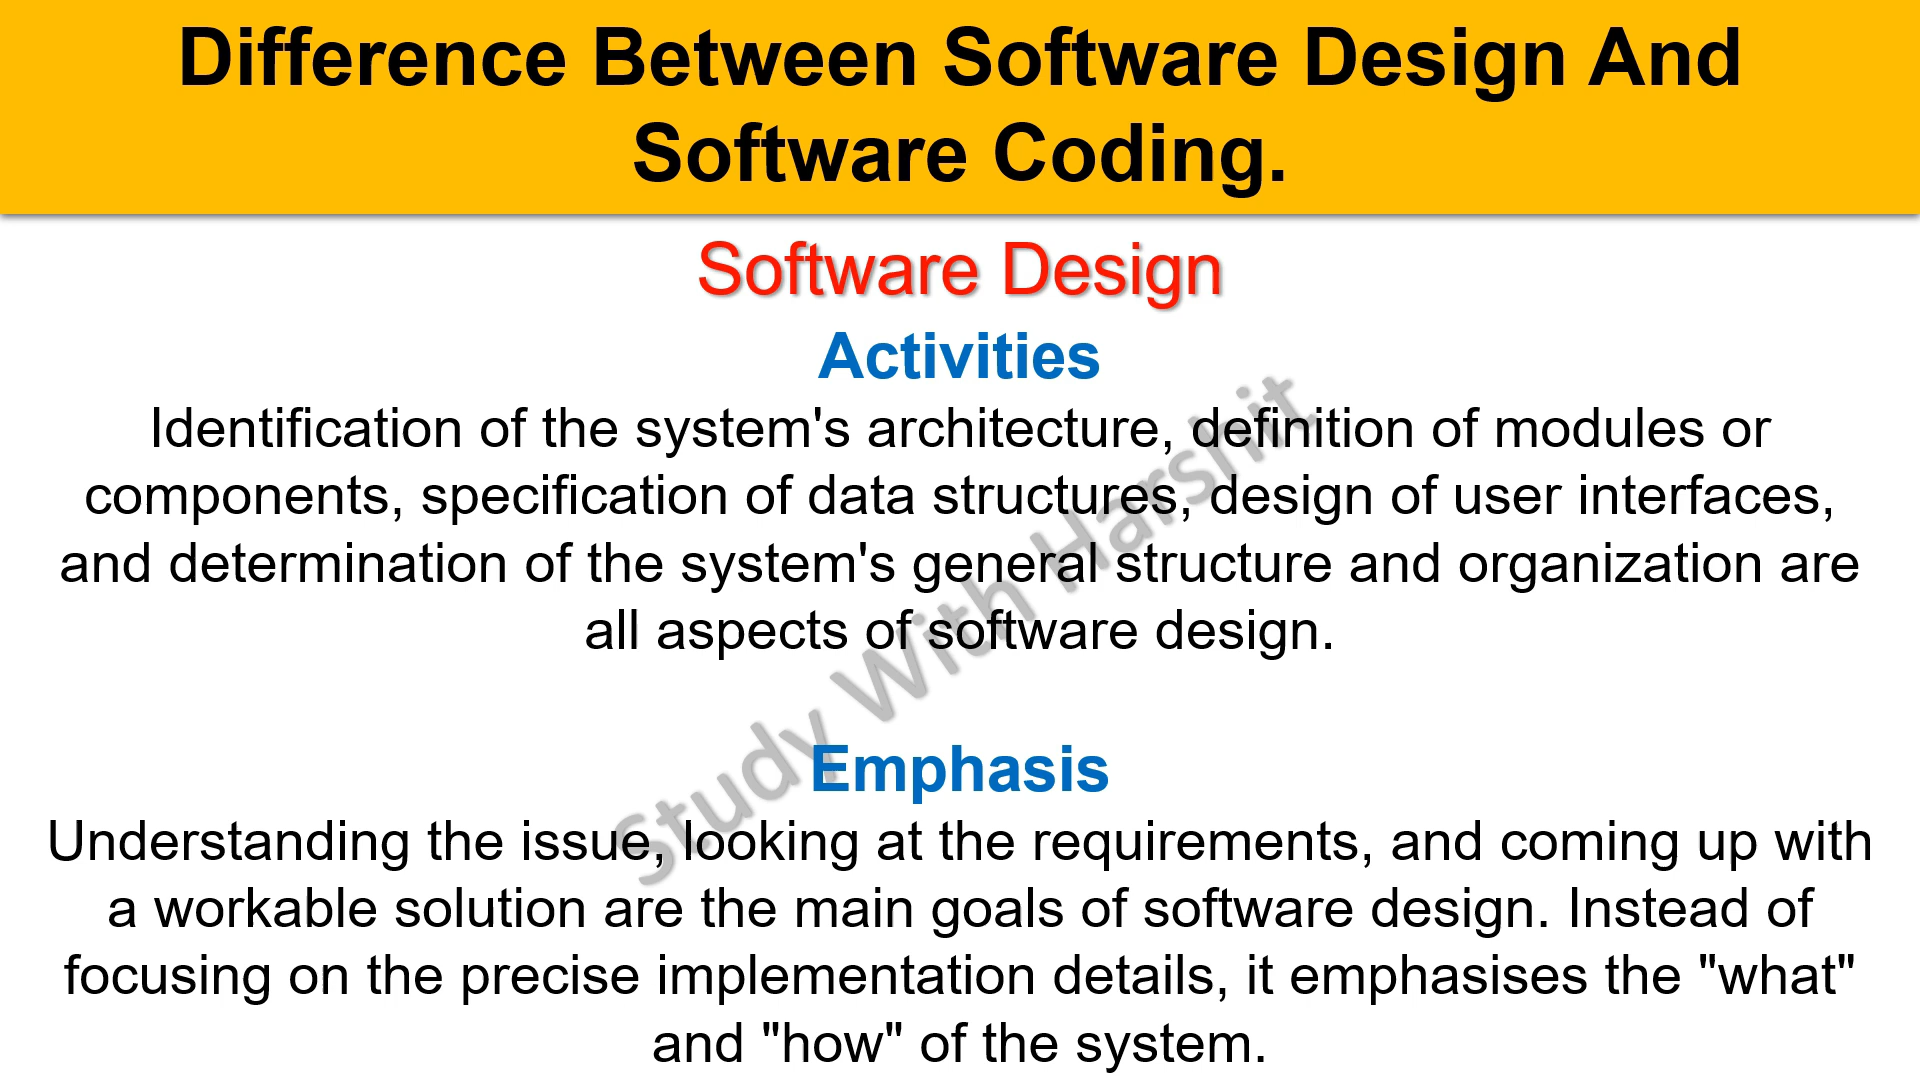 Difference Between Software Design And
Software Coding.
Software Design
Activities
Identification of the system's architecture, definition of modules or
components, specification of data structures, design of user interfaces,
and determination of the system's general structure and organization are
all aspects of software design.
Study With Harshit
Emphasis
Understanding the issue, looking at the requirements, and coming up with
a workable solution are the main goals of software design. Instead of
focusing on the precise implementation details, it emphasises the "what"
and "how" of the system.